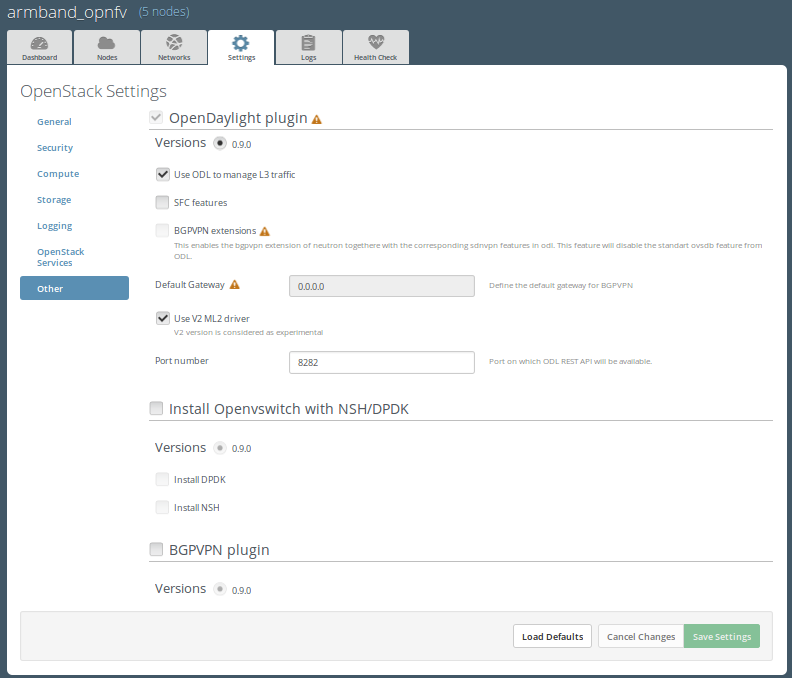 armband_opnfv (5 nodes)
Dashboard Nodes Networks Settings Logs Health Check
OpenStack Settings
General
Security
Compute
Storage
Logging
OpenStack
Services
Other
OpenDaylight plugin
Versions 0.9.0
Use ODL to manage L3 traffic
SFC features
BGPVPN extensions
This enables the bgpvpn extension of neutron togethere with the corresponding sdnvpn features in odl. This feature will disable the standart ovsdb feature from
ODL.
Default Gateway 0.0.0.0 Define the default gateway for BGPVPN
Use V2 ML2 driver
V2 version is considered as experimental
Port number 8282 Port on which ODL REST API will be available.
Install Openvswitch with NSH/DPDK
Versions 0.9.0
Install DPDK
Install NSH
BGPVPN plugin
Versions 0.9.0
Load Defaults Cancel Changes Save Settings